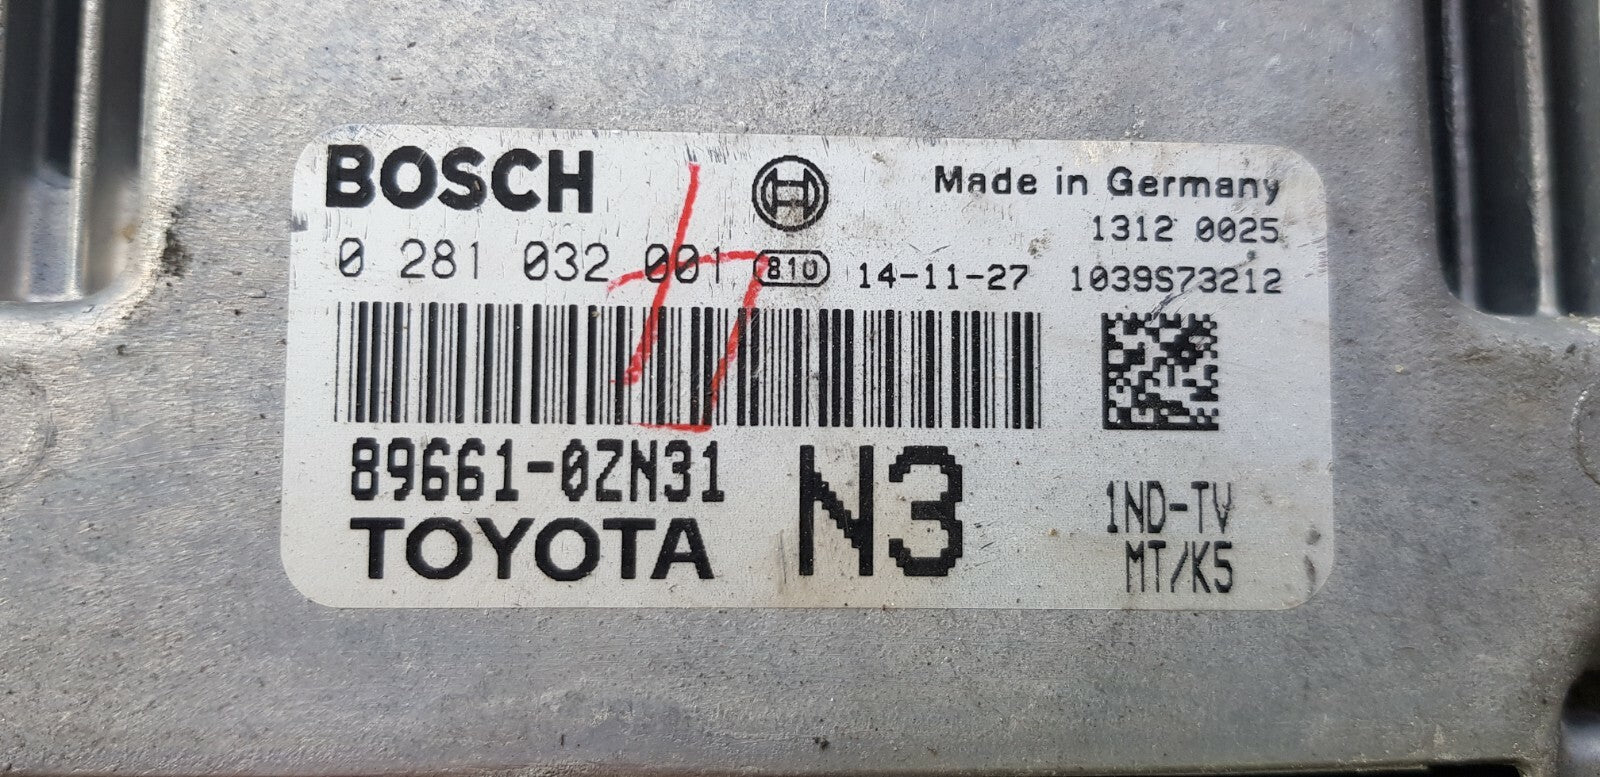 BOSCH
Made in Germany
1312 0025
0 281 032 001 810 14-11-27 1039S73212
89661-0ZN31
TOYOTA
N3
1ND-TV
MT/K5